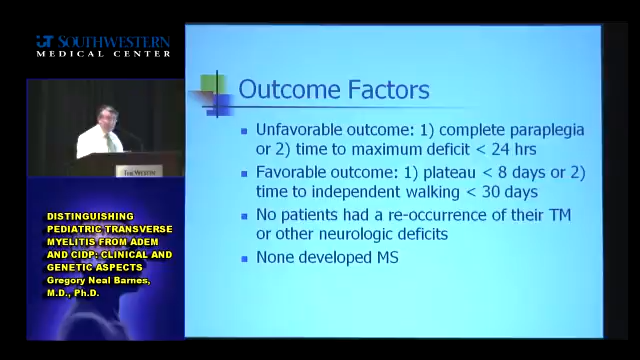 UT SOUTHWESTERN
MEDICAL CENTER
THE WESTIN
DISTINGUISHING
PEDIATRIC TRANSVERSE
MYELITIS FROM ADEM
AND CIDP: CLINICAL AND
GENETIC ASPECTS
Gregory Neal Barnes,
M.D., Ph.D.
Outcome Factors
Unfavorable outcome: 1) complete paraplegia
or 2) time to maximum deficit < 24 hrs
Favorable outcome: 1) plateau < 8 days or 2)
time to independent walking < 30 days
No patients had a re-occurrence of their TM
or other neurologic deficits
None developed MS